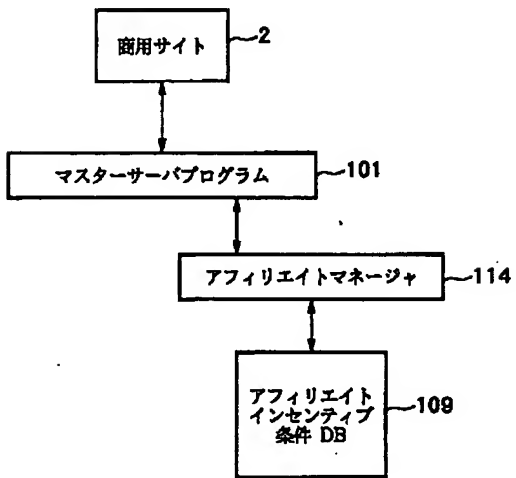 商用サイト
2
マスターサーバプログラム
101
アフィリエイトマネージャ
114
アフィリエイト
インセンティブ
条件 DB
109